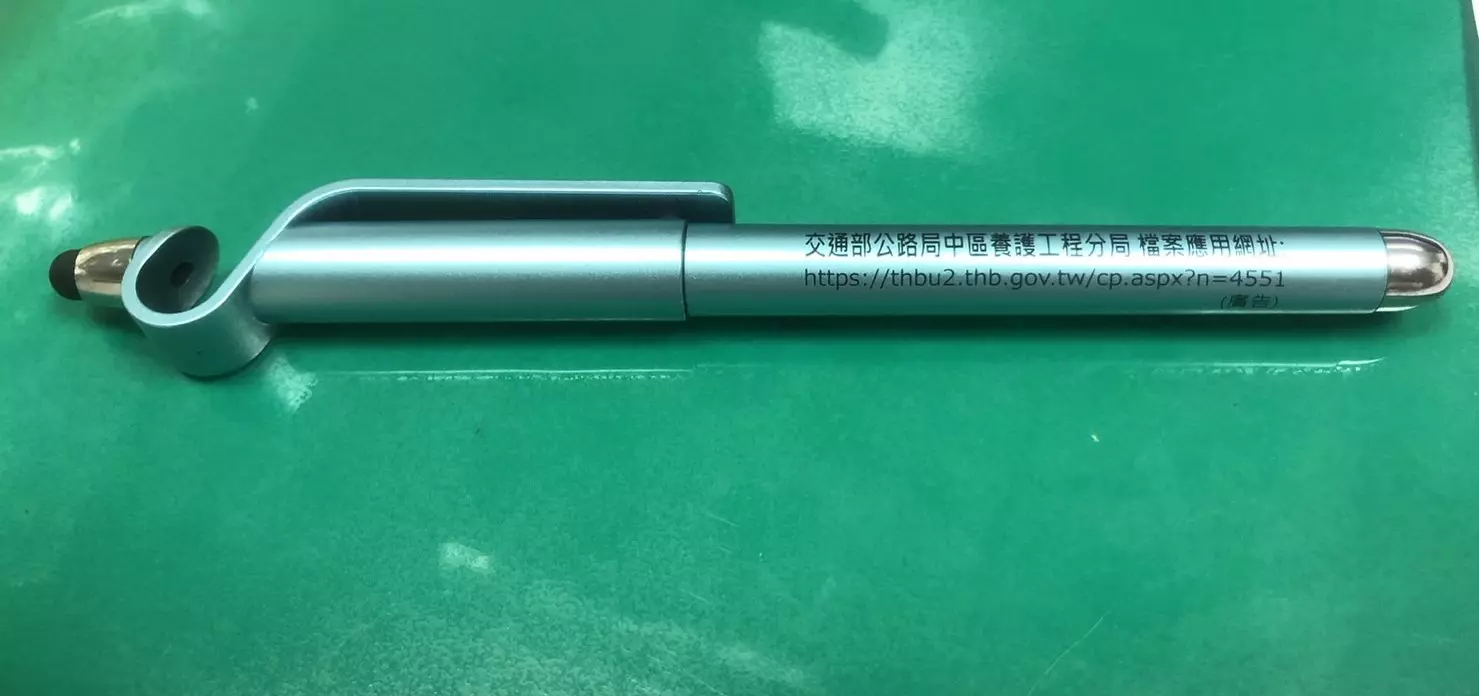 交通部公路局中區養護工程分局 檔案應用網址:
https://thbu2.thb.gov.tw/cp.aspx?n=4551
(廣告)